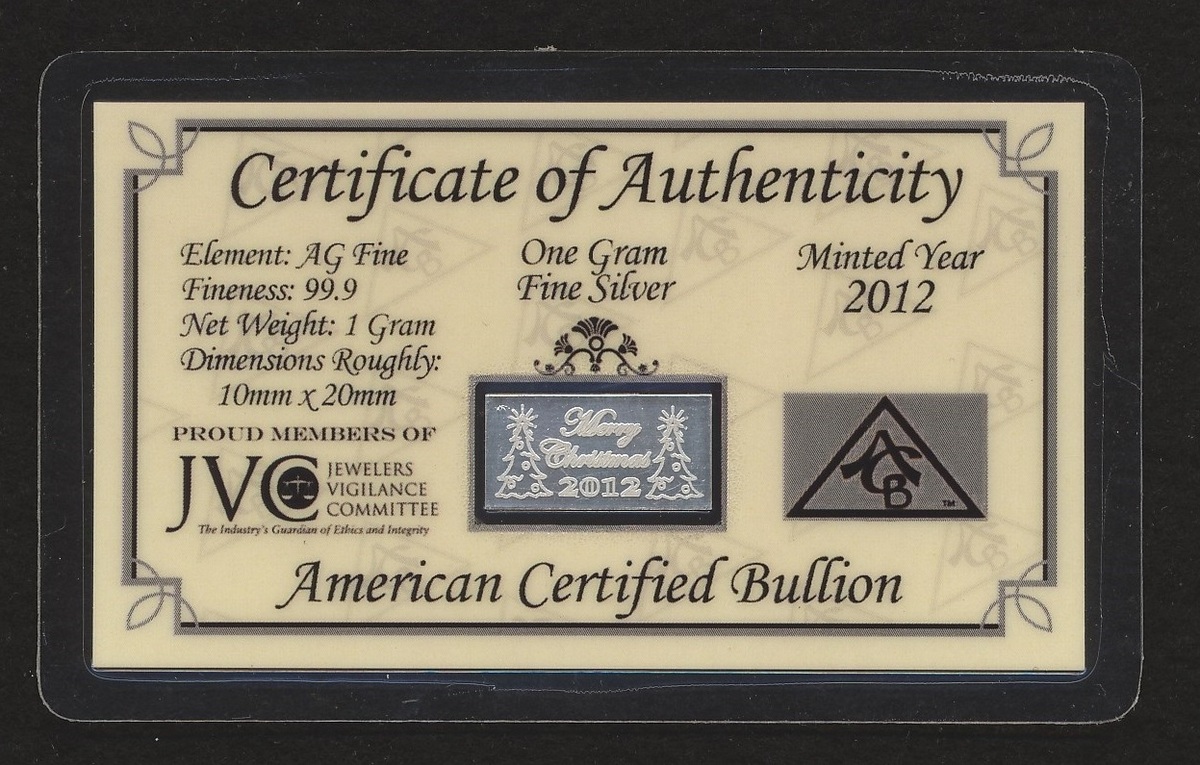 Certificate of Authenticity
Element: AG Fine
Fineness: 99.9
Net Weight: 1 Gram
Dimensions Roughly:
10mm x 20mm
PROUD MEMBERS OF
JVC
JEWELERS
VIGILANCE
COMMITTEE
The Industry's Guardian of Ethics and Integrity
One Gram
Fine Silver
Merry
Christmas
2012
Minted Year
2012
ACB
™
American Certified Bullion